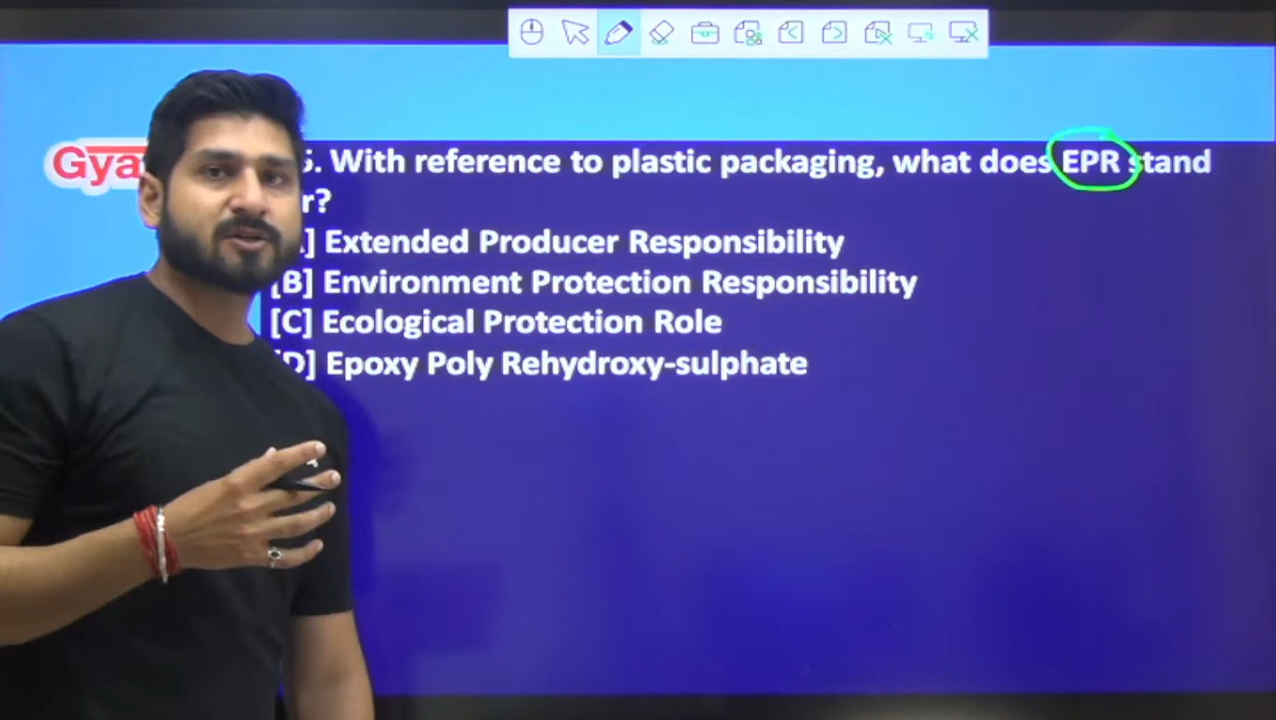 Gya
5. With reference to plastic packaging, what does EPR stand
r?
] Extended Producer Responsibility
[B] Environment Protection Responsibility
[C] Ecological Protection Role
D] Epoxy Poly Rehydroxy-sulphate